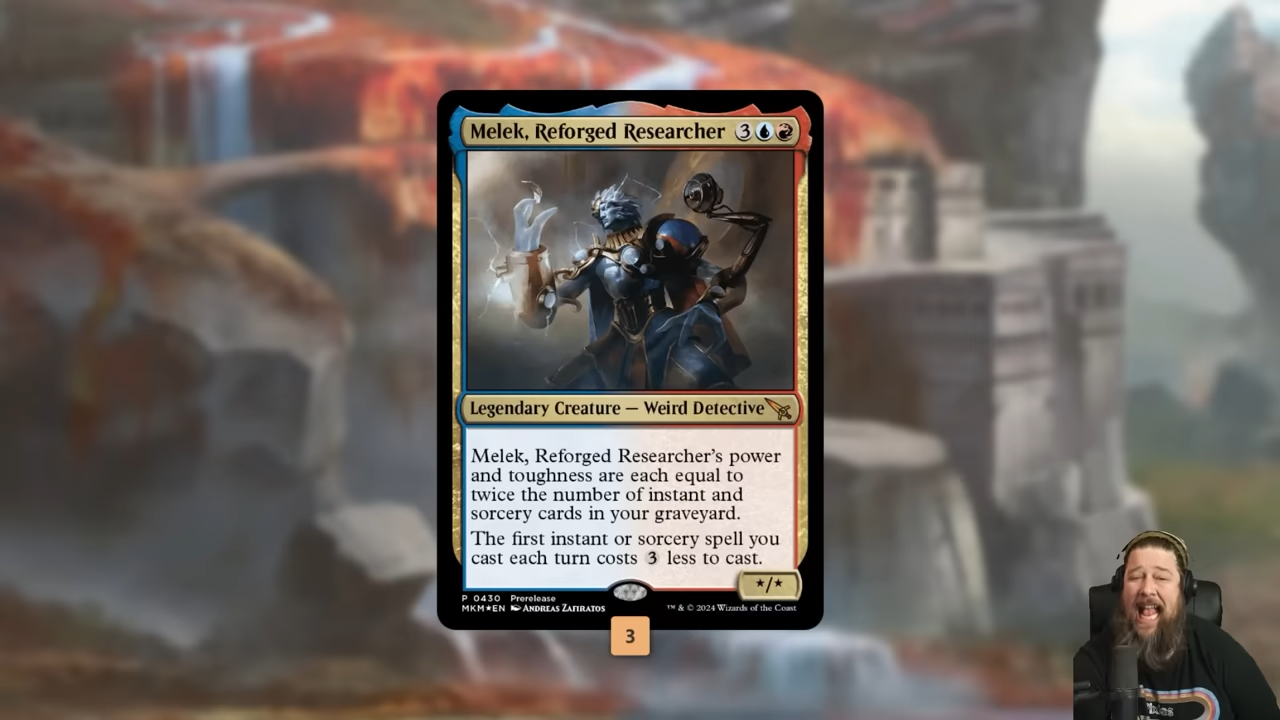 Melek, Reforged Researcher 3
Legendary Creature — Weird Detective
Melek, Reforged Researcher's power
and toughness are each equal to
twice the number of instant and
sorcery cards in your graveyard.
The first instant or sorcery spell you
cast each turn costs 3 less to cast.
★/★
P 0430 Prerelease
MKM★EN Andreas Zafiratos ™ & © 2024 Wizards of the Coast
3